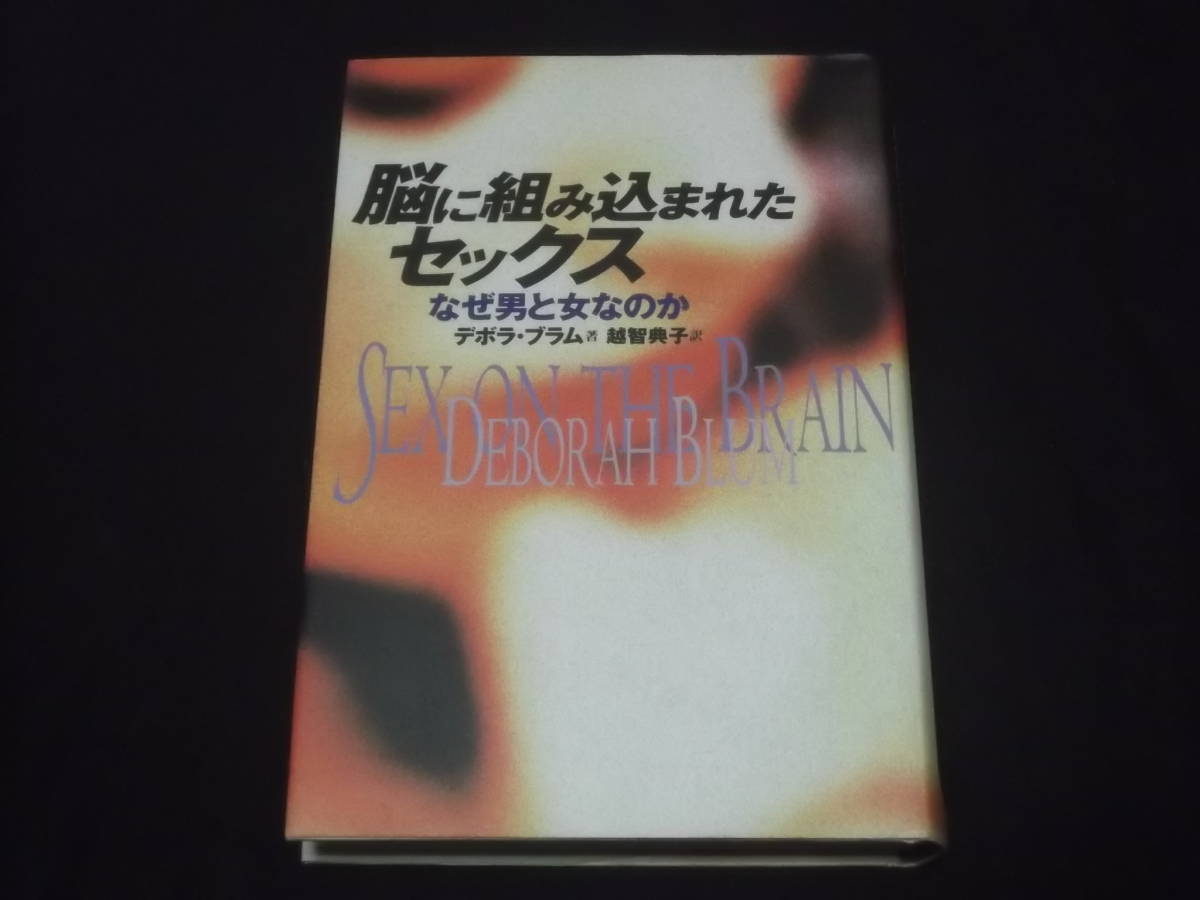 脳に組み込まれた
セックス
なぜ男と女なのか
デボラ・ブラム著 越智典子訳
SEX ON THE BRAIN
DEBORAH BLUM